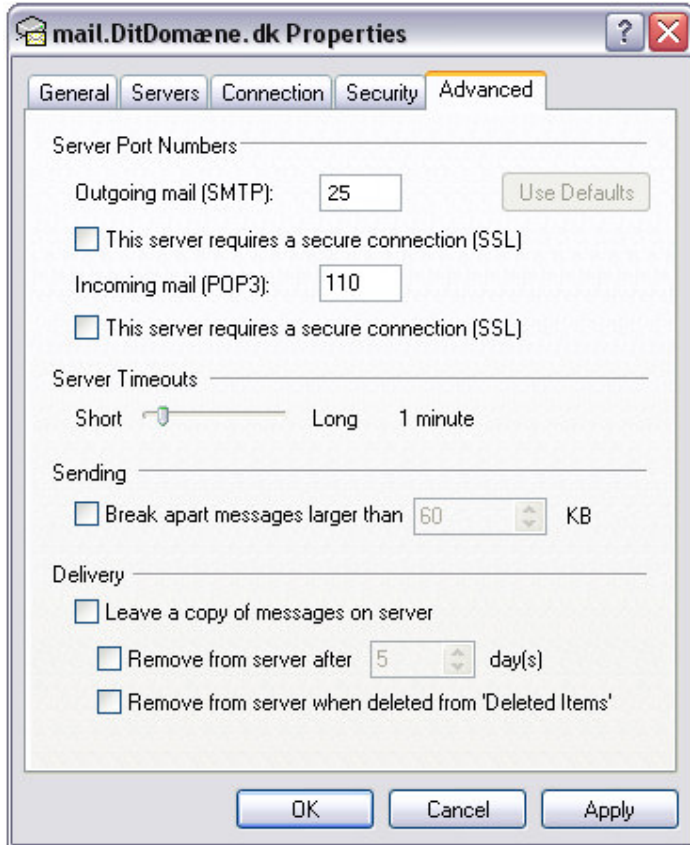 mail.DitDomæne.dk Properties ?
General Servers Connection Security Advanced
Server Port Numbers
Outgoing mail (SMTP): 25 Use Defaults
This server requires a secure connection (SSL)
Incoming mail (POP3): 110
This server requires a secure connection (SSL)
Server Timeouts
Short Long 1 minute
Sending
Break apart messages larger than 60 KB
Delivery
Leave a copy of messages on server
Remove from server after 5 day(s)
Remove from server when deleted from 'Deleted Items'
OK Cancel Apply